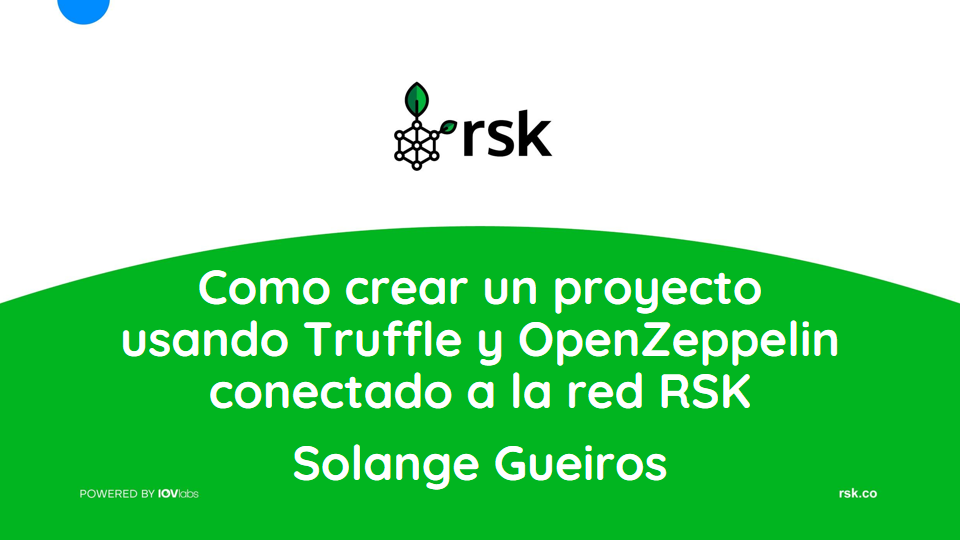 rsk
Como crear un proyecto
usando Truffle y OpenZeppelin
conectado a la red RSK
Solange Gueiros
POWERED BY IOVlabs
rsk.co